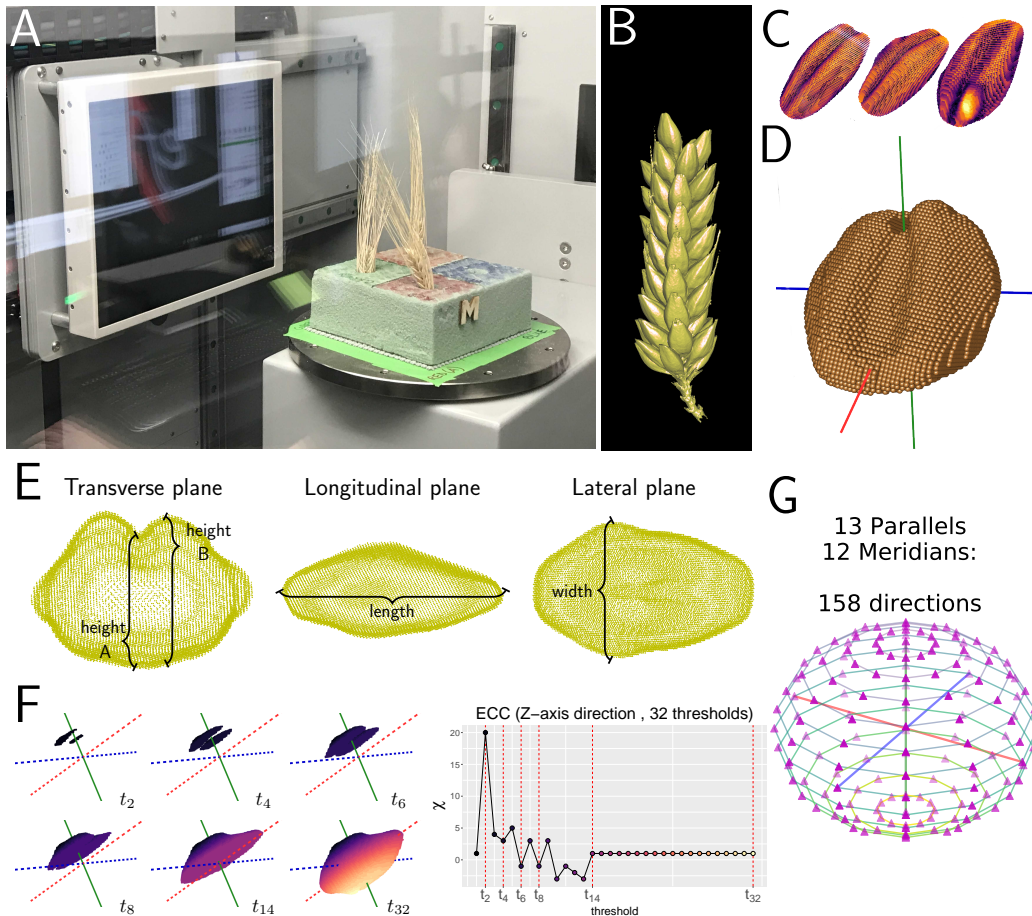 A
B
C
D
M
BLUE
RED(A)
E
Transverse plane
Longitudinal plane
Lateral plane
height
B
height
A
length
width
G
13 Parallels
12 Meridians:
158 directions
F
t2
t4
t6
t8
t14
t32
ECC (Z-axis direction , 32 thresholds)
χ
20
15
10
5
0
t2
t4
t6
t8
t14
t32
threshold